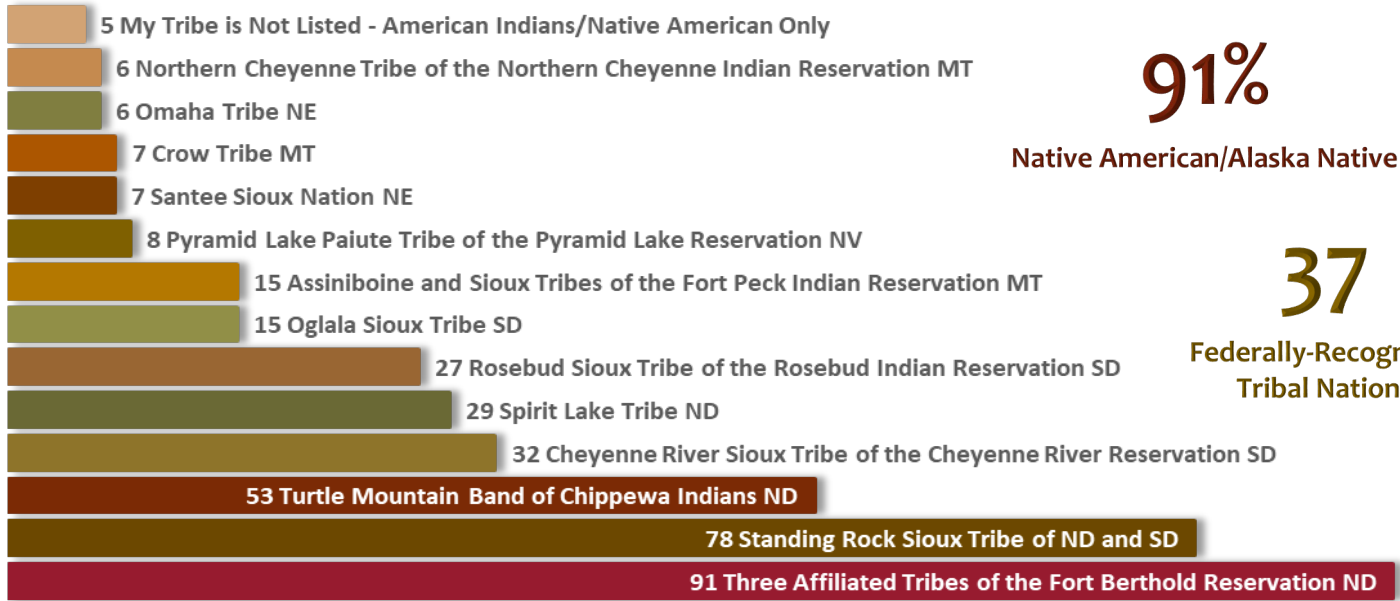 5 My Tribe is Not Listed - American Indians/Native American Only
6 Northern Cheyenne Tribe of the Northern Cheyenne Indian Reservation MT
91%
6 Omaha Tribe NE
7 Crow Tribe MT
Native American/Alaska Native
7 Santee Sioux Nation NE
8 Pyramid Lake Paiute Tribe of the Pyramid Lake Reservation NV
15 Assiniboine and Sioux Tribes of the Fort Peck Indian Reservation MT
37
15 Oglala Sioux Tribe SD
Federally-Recogn
27 Rosebud Sioux Tribe of the Rosebud Indian Reservation SD
Tribal Nation
29 Spirit Lake Tribe ND
32 Cheyenne River Sioux Tribe of the Cheyenne River Reservation SD
53 Turtle Mountain Band of Chippewa Indians ND
78 Standing Rock Sioux Tribe of ND and SD
91 Three Affiliated Tribes of the Fort Berthold Reservation ND